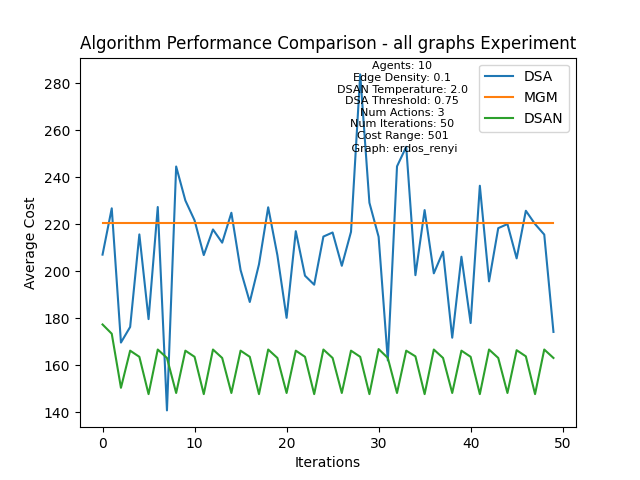 Algorithm Performance Comparison - all graphs Experiment
Agents: 10
Edge Density: 0.1
DSAN Temperature: 2.0
DSA Threshold: 0.75
Num Actions: 3
Num Iterations: 50
Cost Range: 501
Graph: erdos_renyi
DSA
MGM
DSAN
Average Cost
280
260
240
220
200
180
160
140
0
10
20
30
40
50
Iterations